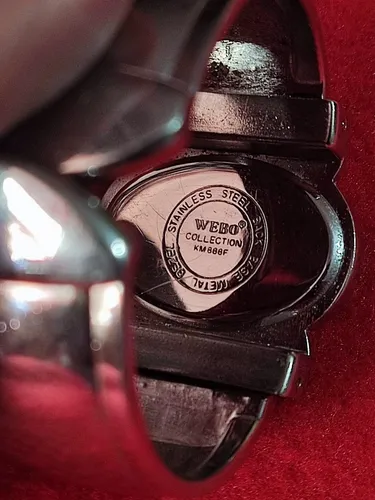 STAINLESS STEEL BACK BASE METAL BEZEL
WEBO®
COLLECTION
KM666F